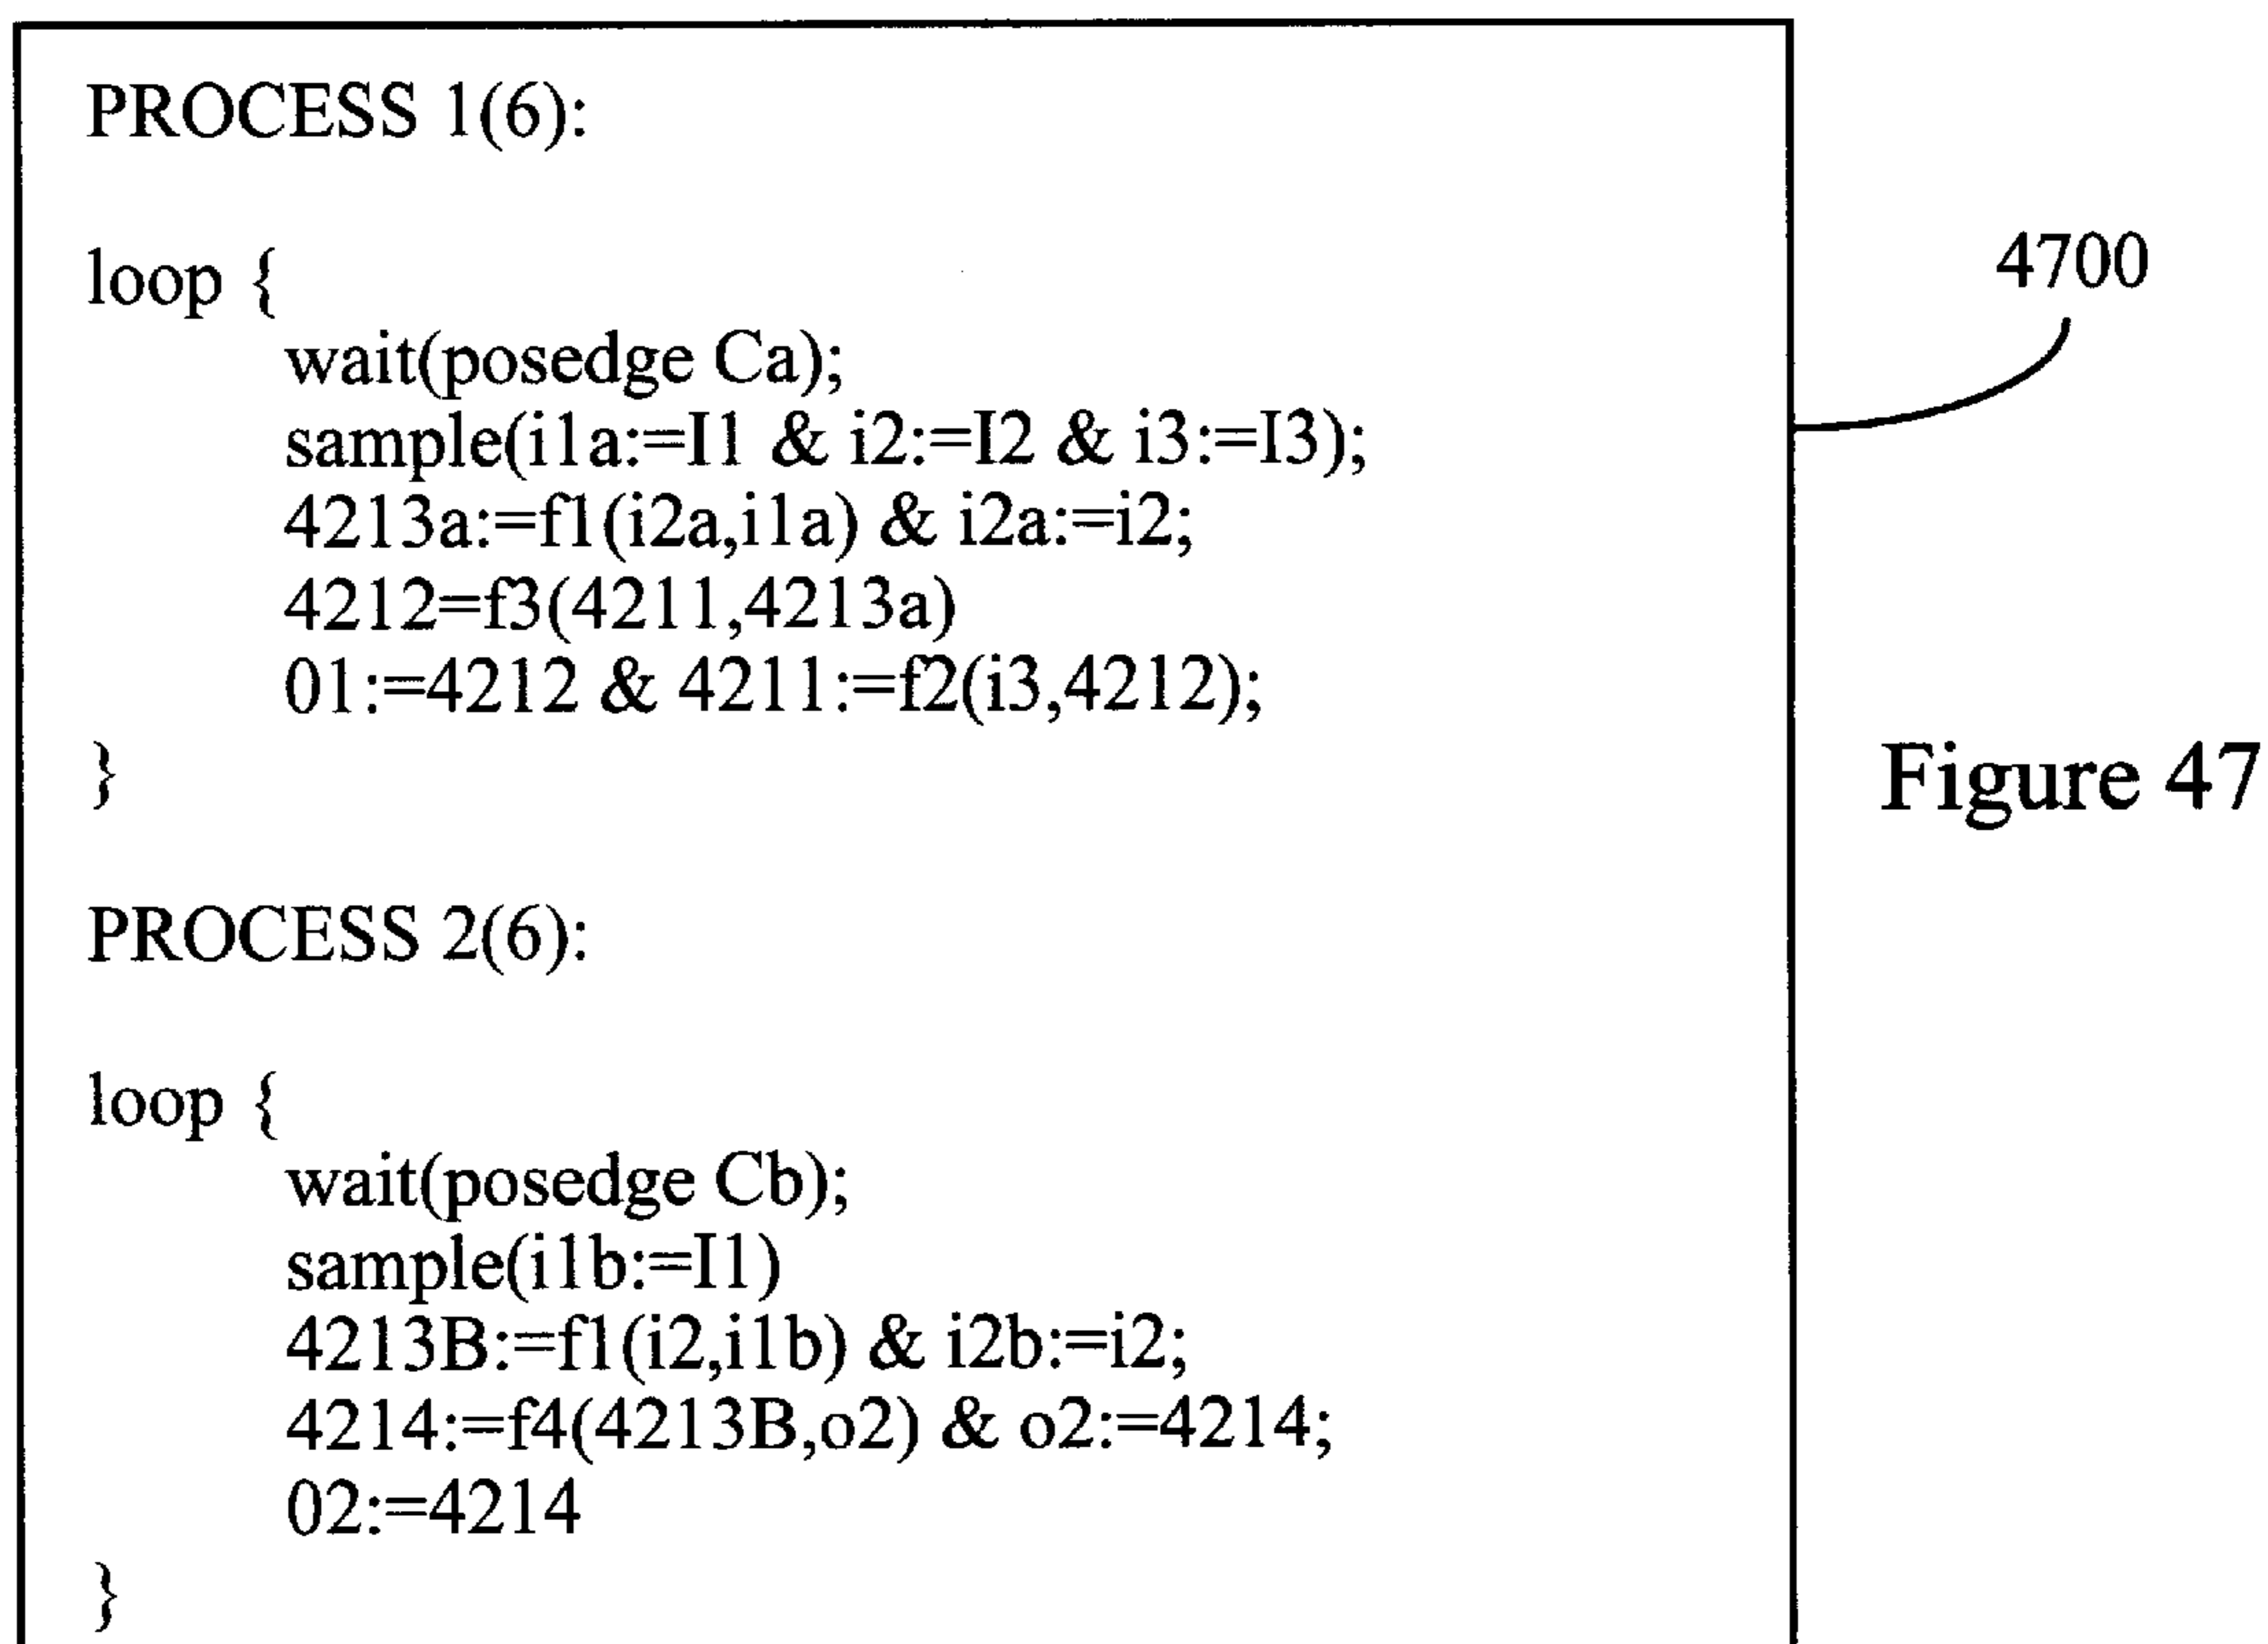 PROCESS 1(6):
loop {
wait(posedge Ca);
sample(i1a:=I1 & i2:=I2 & i3:=I3);
4213a:=f1(i2a,i1a) & i2a:=i2;
4212=f3(4211,4213a)
01:=4212 & 4211:=f2(i3,4212);
}
PROCESS 2(6):
loop {
wait(posedge Cb);
sample(i1b:=I1)
4213B:=f1(i2,i1b) & i2b:=i2;
4214:=f4(4213B,o2) & o2:=4214;
02:=4214
}
4700
Figure 47